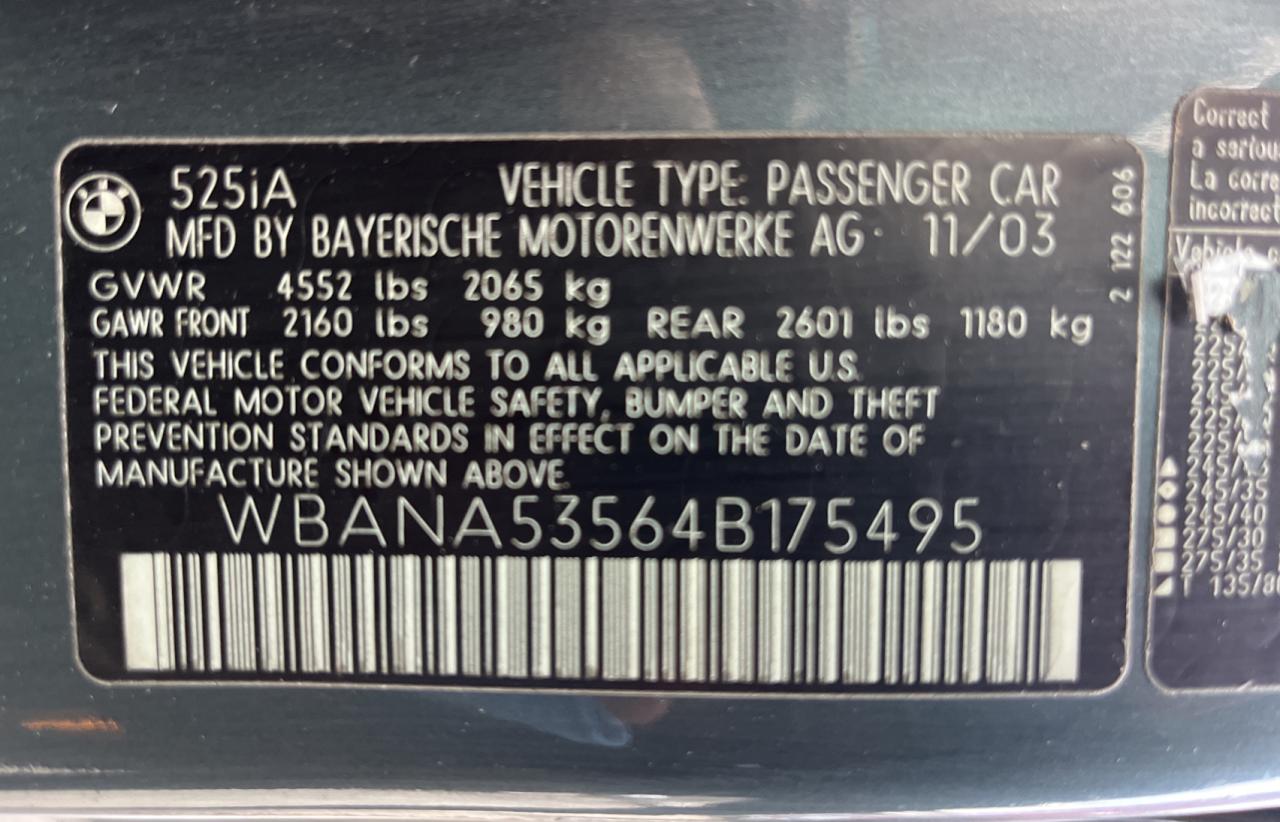 525iA VEHICLE TYPE: PASSENGER CAR
MFD BY BAYERISCHE MOTORENWERKE AG· 11/03
GVWR 4552 lbs 2065 kg
GAWR FRONT 2160 lbs 980 kg REAR 2601 lbs 1180 kg
THIS VEHICLE CONFORMS TO ALL APPLICABLE U.S.
FEDERAL MOTOR VEHICLE SAFETY, BUMPER AND THEFT
PREVENTION STANDARDS IN EFFECT ON THE DATE OF
MANUFACTURE SHOWN ABOVE.
WBANA53564B175495
2 122 606
Correct
a
La
incorrect
245/35
245/40
275/30
275/35
T